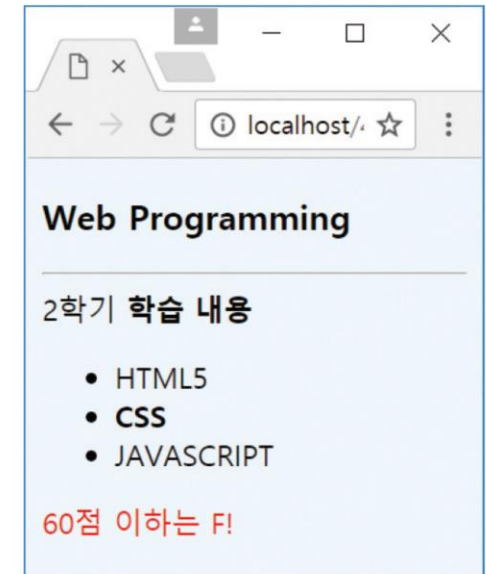 localhost/
Web Programming
2학기 학습 내용
HTML5
CSS
JAVASCRIPT
60점 이하는 F!